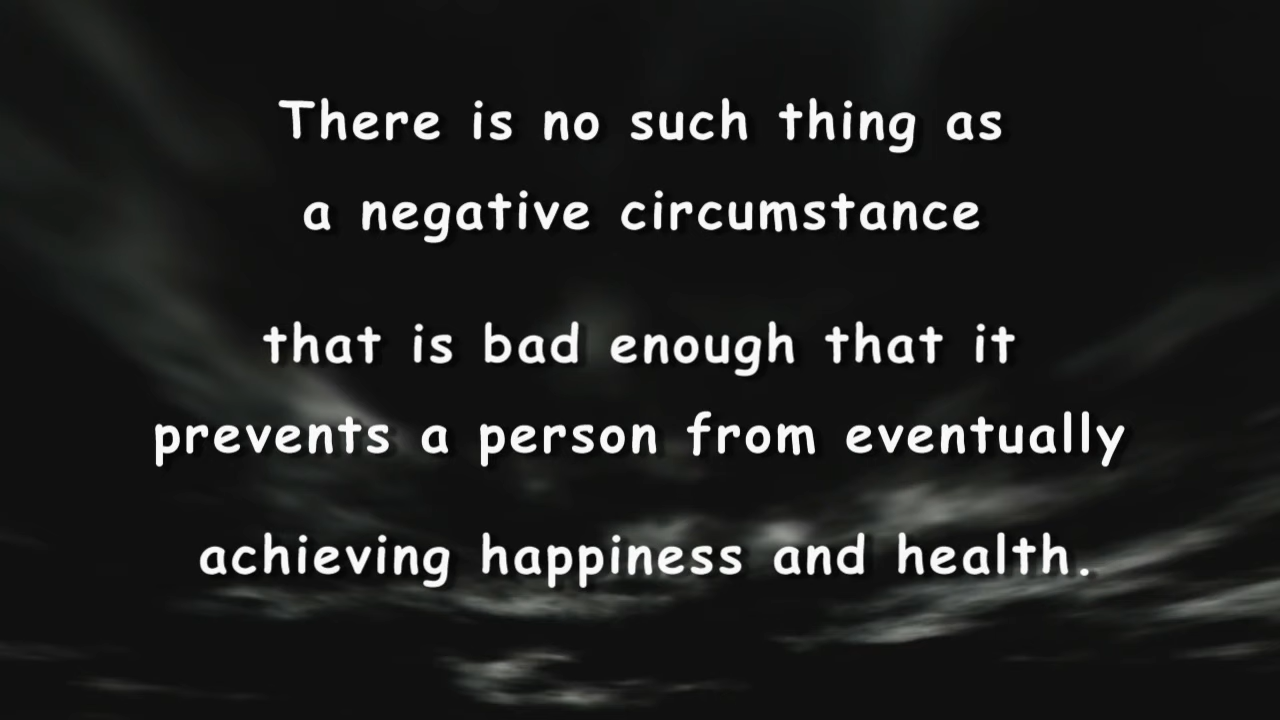 There is no such thing as
a negative circumstance
that is bad enough that it
prevents a person from eventually
achieving happiness and health.